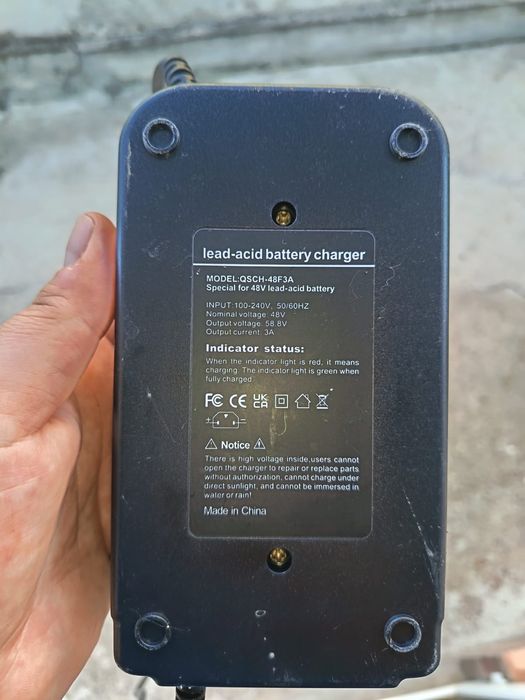 lead-acid battery charger
MODEL:QSCH-48F3A
Special for 48V lead-acid battery
INPUT:100-240V, 50/60HZ
Nominal voltage: 48V
Output voltage: 58.8V
Output current: 3A
Indicator status:
When the indicator light is red, it means
charging. The indicator light is green when
fully charged.
FC CE UK
CA
Notice
There is high voltage inside,users cannot
open the charger to repair or replace parts
without authorization, cannot charge under
direct sunlight, and cannot be immersed in
water or rain!
Made in China